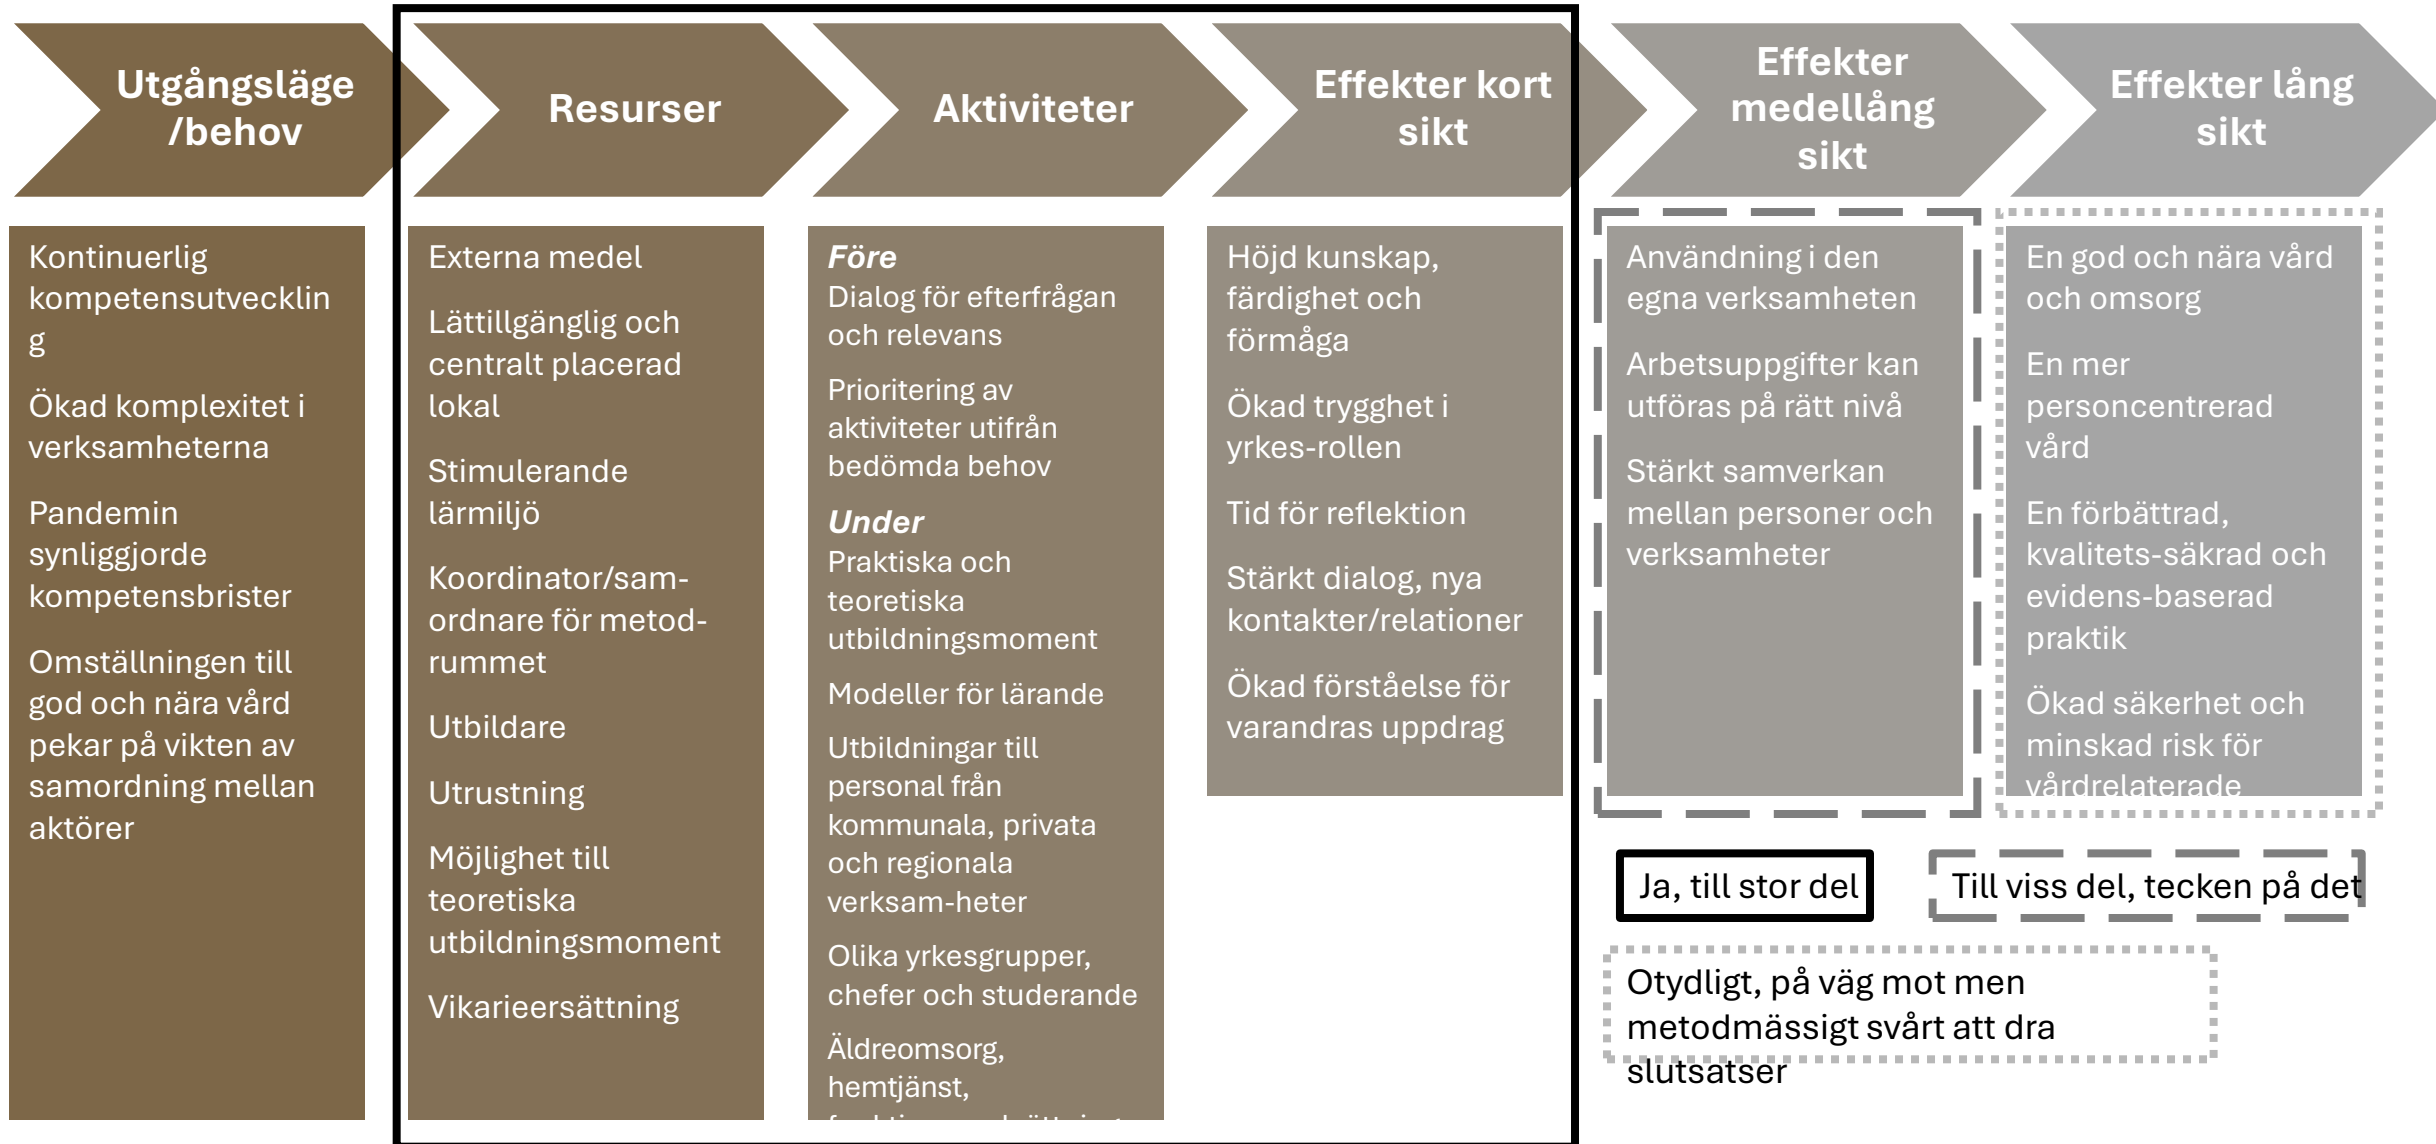 Utgångsläge
/behov
Resurser
Aktiviteter
Effekter kort
sikt
Effekter
medellång
sikt
Effekter lång
sikt
Kontinuerlig
kompetensutvecklin
g
Ökad komplexitet i
verksamheterna
Pandemin
synliggjorde
kompetensbrister
Omställningen till
god och nära vård
pekar på vikten av
samordning mellan
aktörer
Externa medel
Lättillgänglig och
centralt placerad
lokal
Stimulerande
lärmiljö
Koordinator/sam-
ordnare för metod-
rummet
Utbildare
Utrustning
Möjlighet till
teoretiska
utbildningsmoment
Vikarieersättning
Före
Dialog för efterfrågan
och relevans
Prioritering av
aktiviteter utifrån
bedömda behov
Under
Praktiska och
teoretiska
utbildningsmoment
Modeller för lärande
Utbildningar till
personal från
kommunala, privata
och regionala
verksam-heter
Olika yrkesgrupper,
chefer och studerande
Äldreomsorg,
hemtjänst,
Höjd kunskap,
färdighet och
förmåga
Ökad trygghet i
yrkes-rollen
Tid för reflektion
Stärkt dialog, nya
kontakter/relationer
Ökad förståelse för
varandras uppdrag
Användning i den
egna verksamheten
Arbetsuppgifter kan
utföras på rätt nivå
Stärkt samverkan
mellan personer och
verksamheter
En god och nära vård
och omsorg
En mer
personcentrerad
vård
En förbättrad,
kvalitets-säkrad och
evidens-baserad
praktik
Ökad säkerhet och
minskad risk för
vårdrelaterade
Ja, till stor del
Till viss del, tecken på det
Otydligt, på väg mot men
metodmässigt svårt att dra
slutsatser